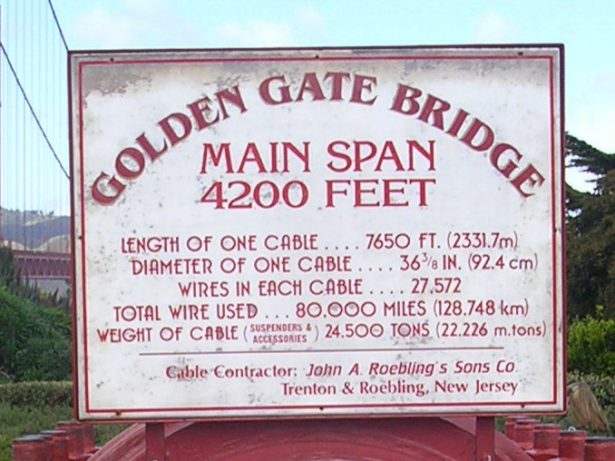 GOLDEN GATE BRIDGE
MAIN SPAN
4200 FEET
LENGTH OF ONE CABLE .... 7650 FT. (2331.7m)
DIAMETER OF ONE CABLE .... 36 3/8 IN. (92.4 cm)
WIRES IN EACH CABLE .... 27,572
TOTAL WIRE USED ... 80,000 MILES (128.748 km)
WEIGHT OF CABLE (SUSPENDERS & ACCESSORIES) 24,500 TONS (22.226 m.tons)
Cable Contractor: John A. Roebling's Sons Co.
Trenton & Roebling, New Jersey